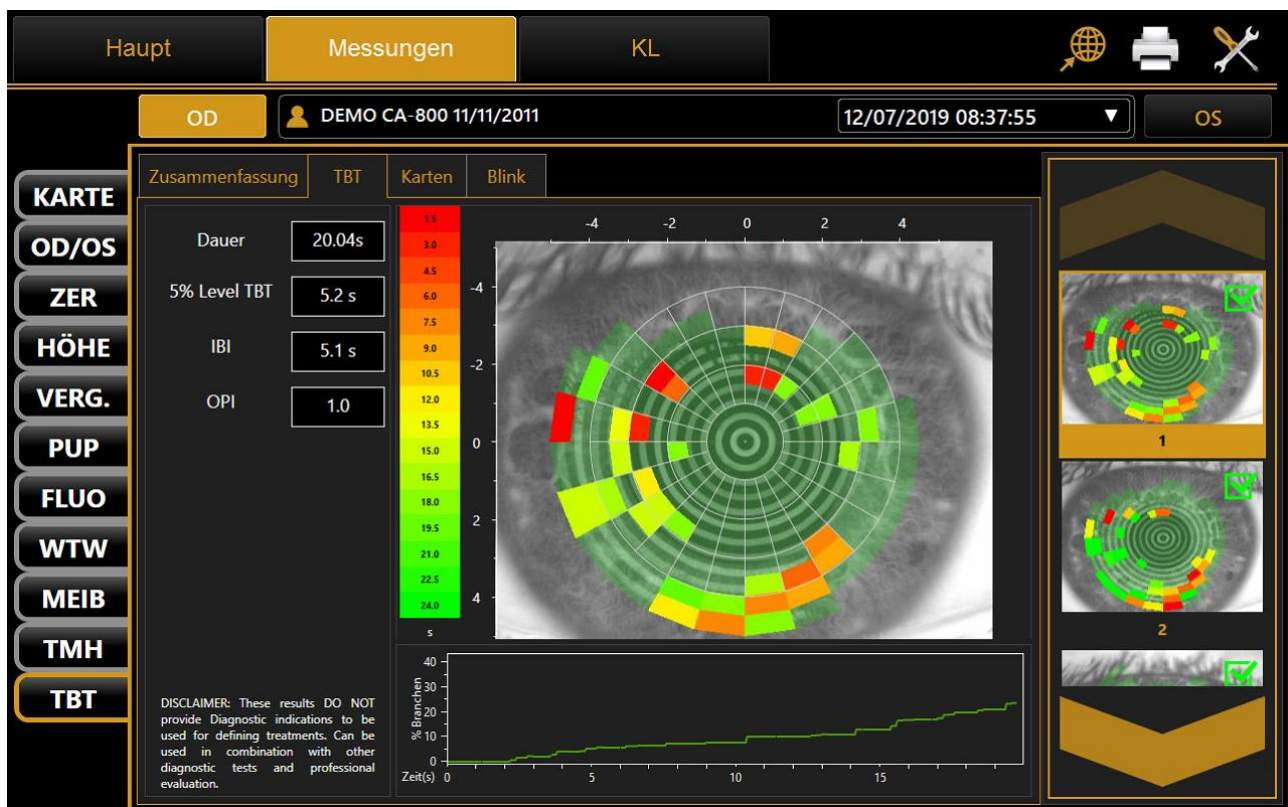 Haupt
Messungen
KL
OD
DEMO CA-800 11/11/2011
12/07/2019 08:37:55
OS
KARTE
OD/OS
ZER
HÖHE
VERG.
PUP
FLUO
WTW
MEIB
TMH
TBT
Zusammenfassung
TBT
Karten
Blink
Dauer
20.04s
5% Level TBT
5.2 s
IBI
5.1 s
OPI
1.0
DISCLAIMER: These results DO NOT
provide Diagnostic indications to be
used for defining treatments. Can be
used in combination with other
diagnostic tests and professional
evaluation.
1.5
3.0
4.5
6.0
7.5
9.0
10.5
12.0
13.5
15.0
16.5
18.0
19.5
21.0
22.5
24.0
s
-4 -2 0 2 4
-4
-2
0
2
4
% Branchen
40
30
20
10
0
Zeit(s) 0 5 10 15
1
2